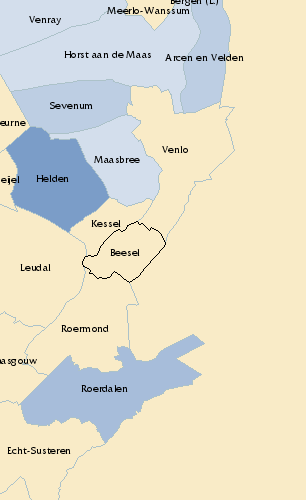 Bergen (L)
Meerlo-Wanssum
Venray
Horst aan de Maas
Arcen en Velden
Sevenum
eurne
Venlo
Maasbree
eijel
Helden
Kessel
Beesel
Leudal
Roermond
asgouw
Roerdalen
Echt-Susteren